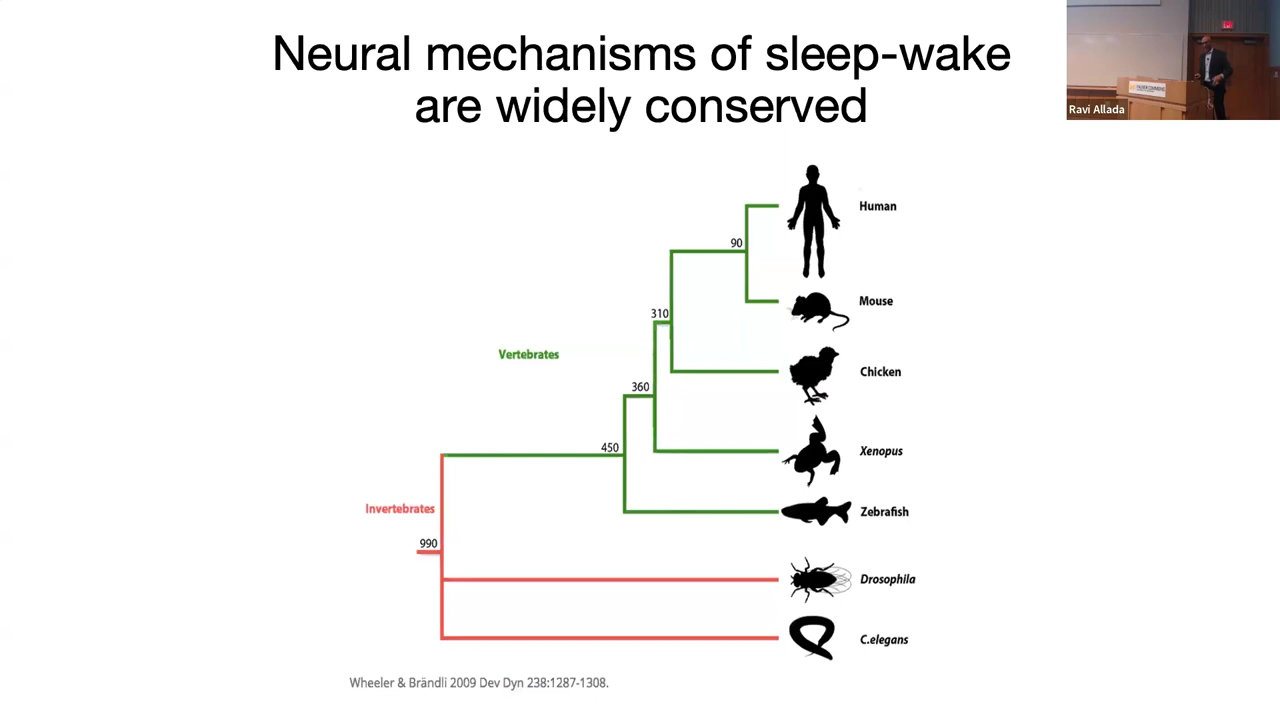 Neural mechanisms of sleep-wake
are widely conserved
Ravi Allada
Human
90
Mouse
310
Vertebrates
Chicken
360
450
Xenopus
Invertebrates
Zebrafish
990
Drosophila
C.elegans
Wheeler & Brändli 2009 Dev Dyn 238:1287-1308.